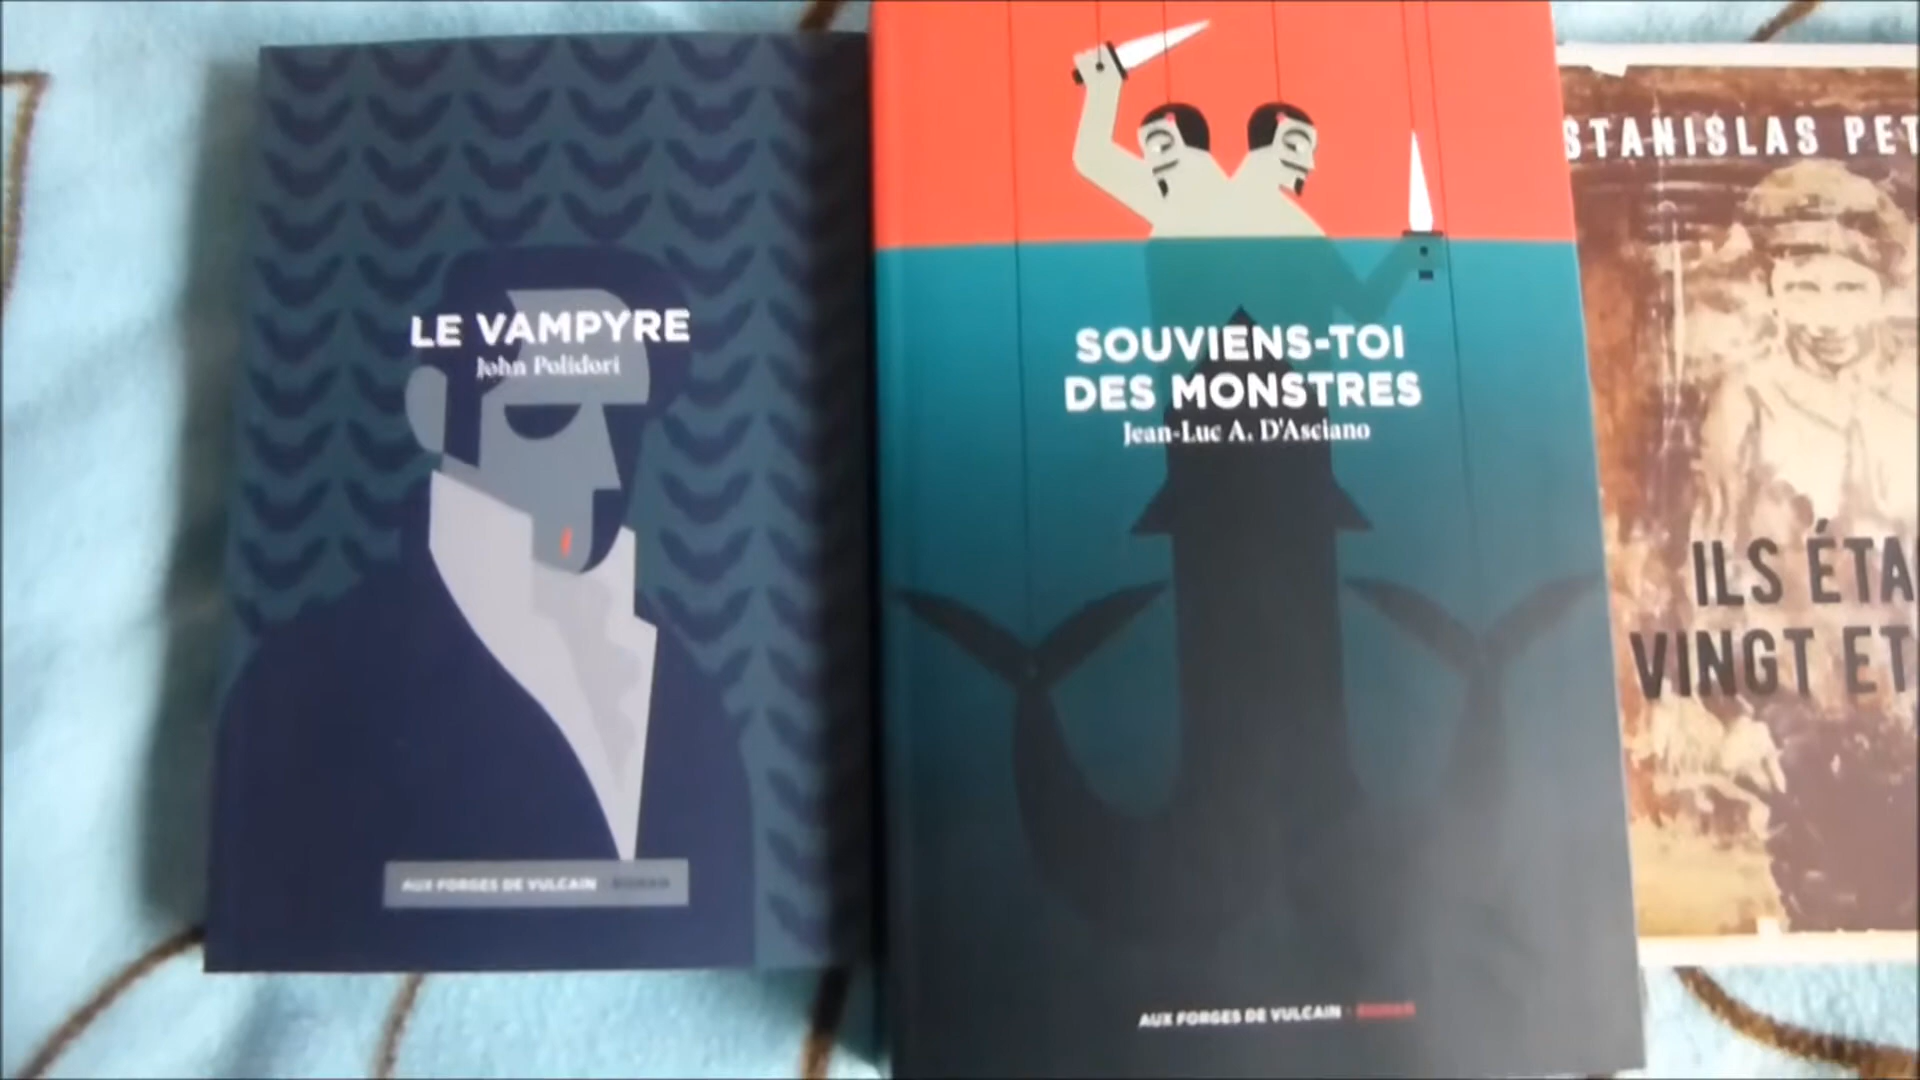 LE VAMPYRE
John Polidori
AUX FORGES DE VULCAIN
SOUVIENS-TOI
DES MONSTRES
Jean-Luc A. D'Asciano
AUX FORGES DE VULCAIN · ROMAN
STANISLAS PET
ILS ÉTA
VINGT ET